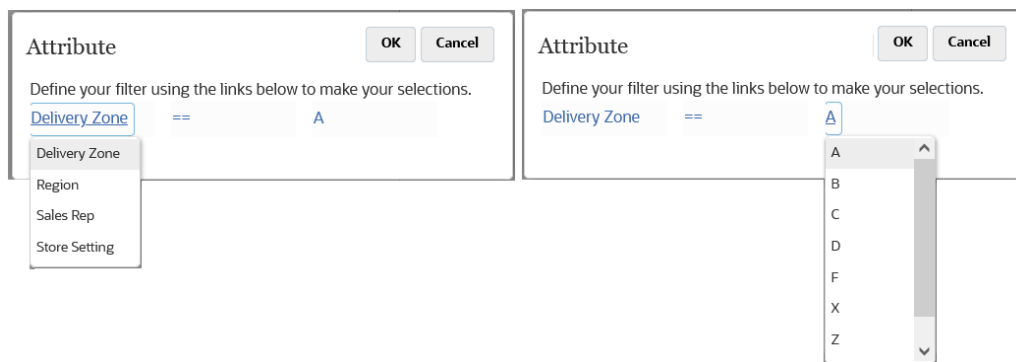 Attribute
OK
Cancel
Define your filter using the links below to make your selections.
Delivery Zone == A
Delivery Zone
Region
Sales Rep
Store Setting
Attribute
OK
Cancel
Define your filter using the links below to make your selections.
Delivery Zone == A
A
B
C
D
F
X
Z